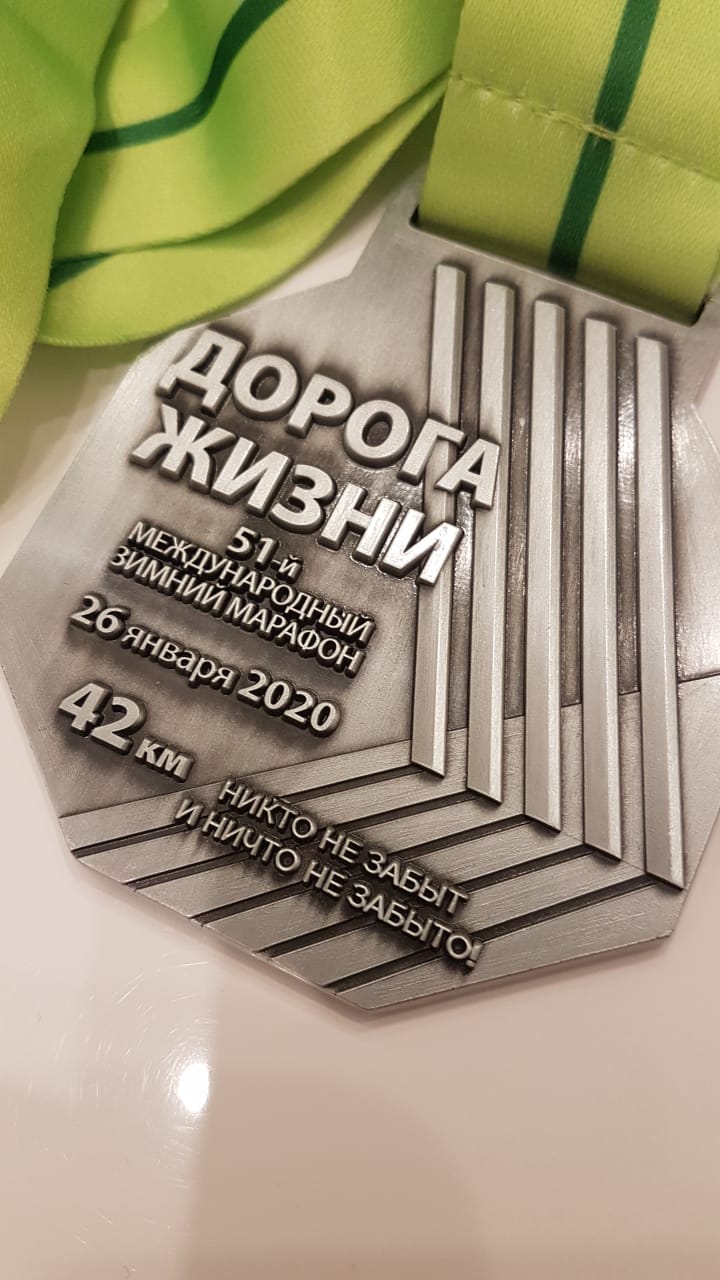 ДОРОГА
ЖИЗНИ
51-й
МЕЖДУНАРОДНЫЙ
ЗИМНИЙ МАРАФОН
26 января 2020
42 км
НИКТО НЕ ЗАБЫТ
И НИЧТО НЕ ЗАБЫТО!